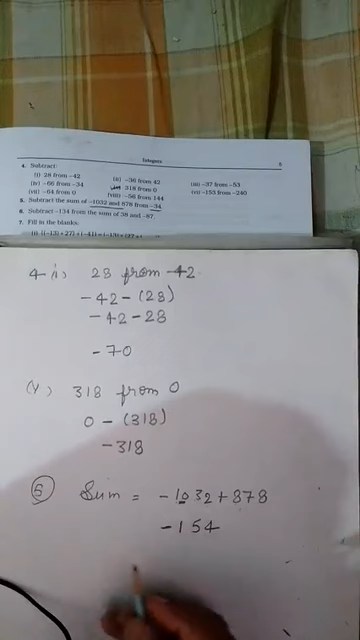 Integers
4. Subtract:
(i) 28 from -42 (ii) -36 from 42 (iii) -37 from -53
(iv) -66 from -34 318 from 0 (vi) -153 from -240
(vii) -64 from 0 (viii) -56 from 144
5. Subtract the sum of -1032 and 878 from -34.
6. Subtract -134 from the sum of 38 and -87.
7. Fill in the blanks:
4 - i) 28 from -42
-42 - (28)
-42 - 28
-70
(v) 318 from 0
0 - (318)
-318
5 Sum = -1032 + 878
-154